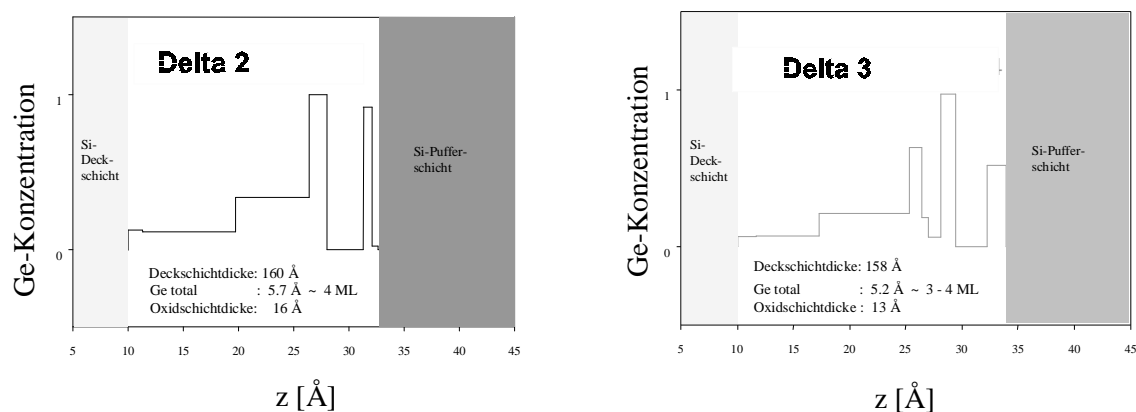 Delta 2
Ge-Konzentration
1
0
Si-
Deck-
schicht
Si-Puffer-
schicht
Deckschichtdicke: 160 Å
Ge total : 5.7 Å ~ 4 ML
Oxidschichtdicke: 16 Å
5 10 15 20 25 30 35 40 45
z [Å]
Delta 3
Ge-Konzentration
1
0
Si-
Deck-
schicht
Si-Puffer-
schicht
Deckschichtdicke: 158 Å
Ge total : 5.2 Å ~ 3 - 4 ML
Oxidschichtdicke : 13 Å
5 10 15 20 25 30 35 40 45
z [Å]